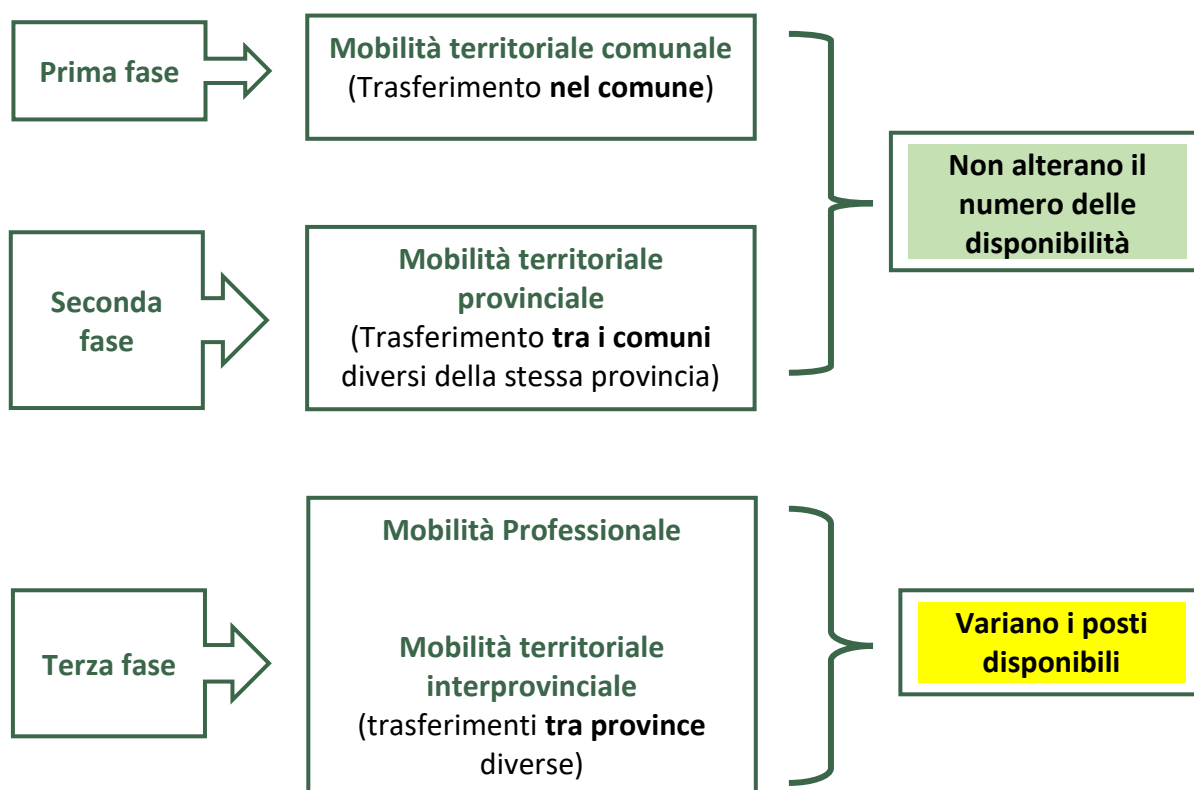 Prima fase
Mobilità territoriale comunale
(Trasferimento nel comune)
Non alterano il
numero delle
disponibilità
Seconda
fase
Mobilità territoriale
provinciale
(Trasferimento tra i comuni
diversi della stessa provincia)
Terza fase
Mobilità Professionale
Mobilità territoriale
interprovinciale
(trasferimenti tra province
diverse)
Variano i posti
disponibili